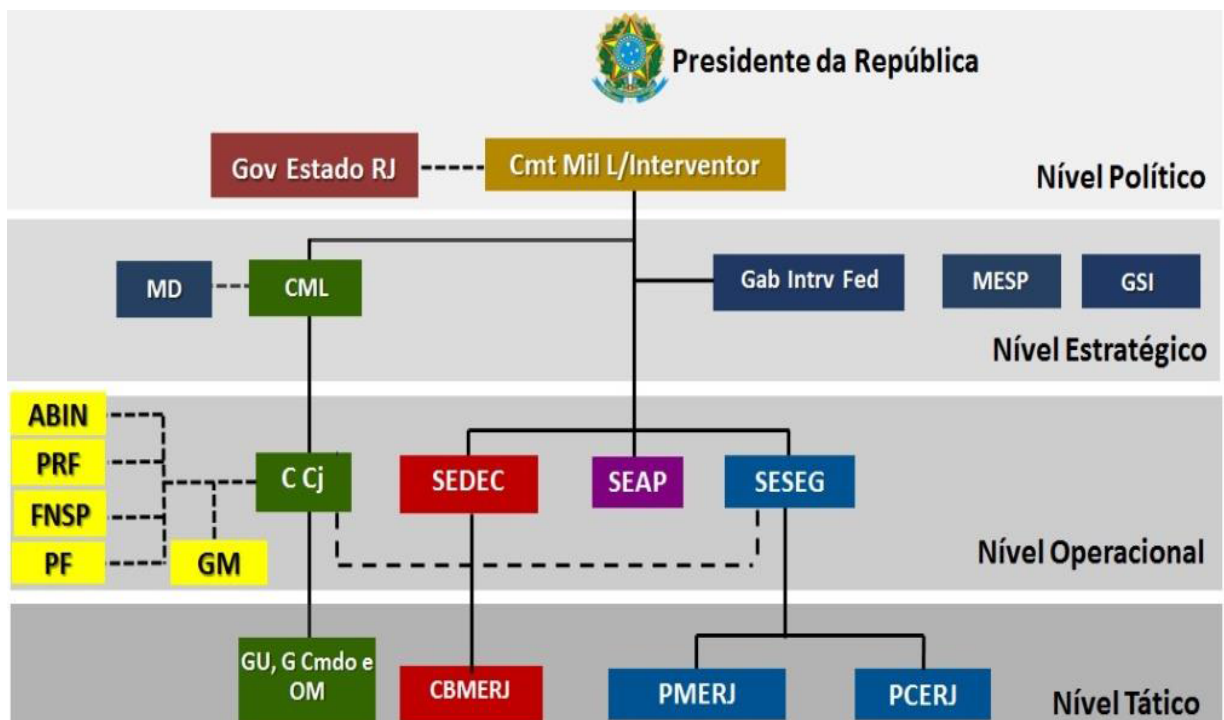 Presidente da República
Gov Estado RJ
Cmt Mil L/Interventor
Nível Político
MD
CML
Gab Intrv Fed
MESP
GSI
Nível Estratégico
ABIN
PRF
FNSP
PF
GM
C Cj
SEDEC
SEAP
SESEG
Nível Operacional
GU, G Cmdo e
OM
CBMERJ
PMERJ
PCERJ
Nível Tático